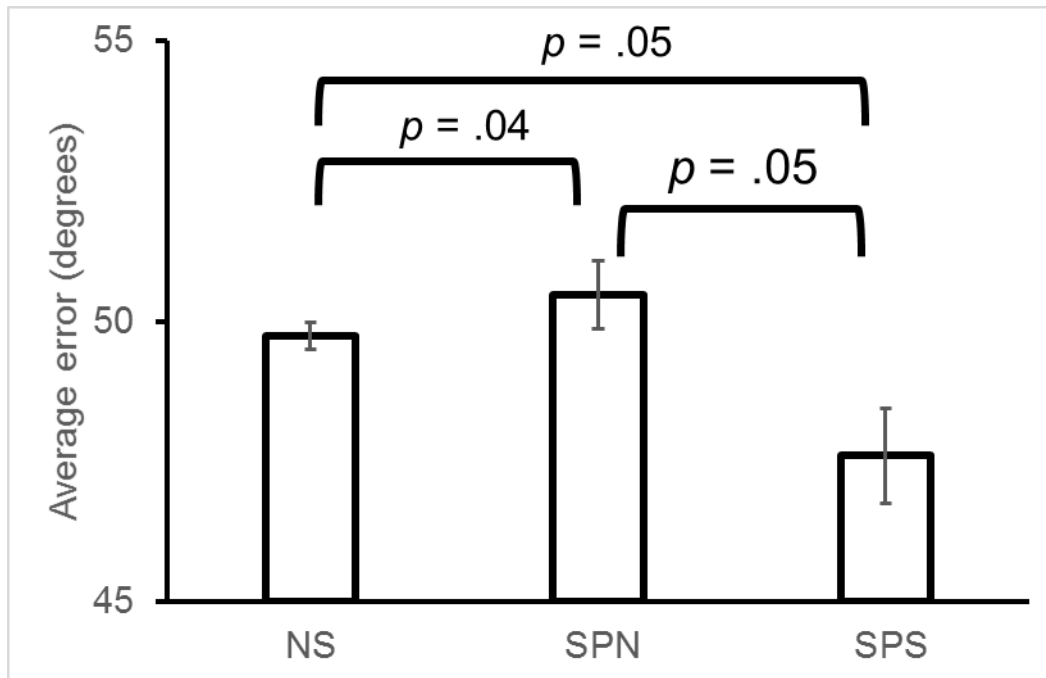 55
p = .05
p = .04
p = .05
50
45
Average error (degrees)
NS SPN SPS